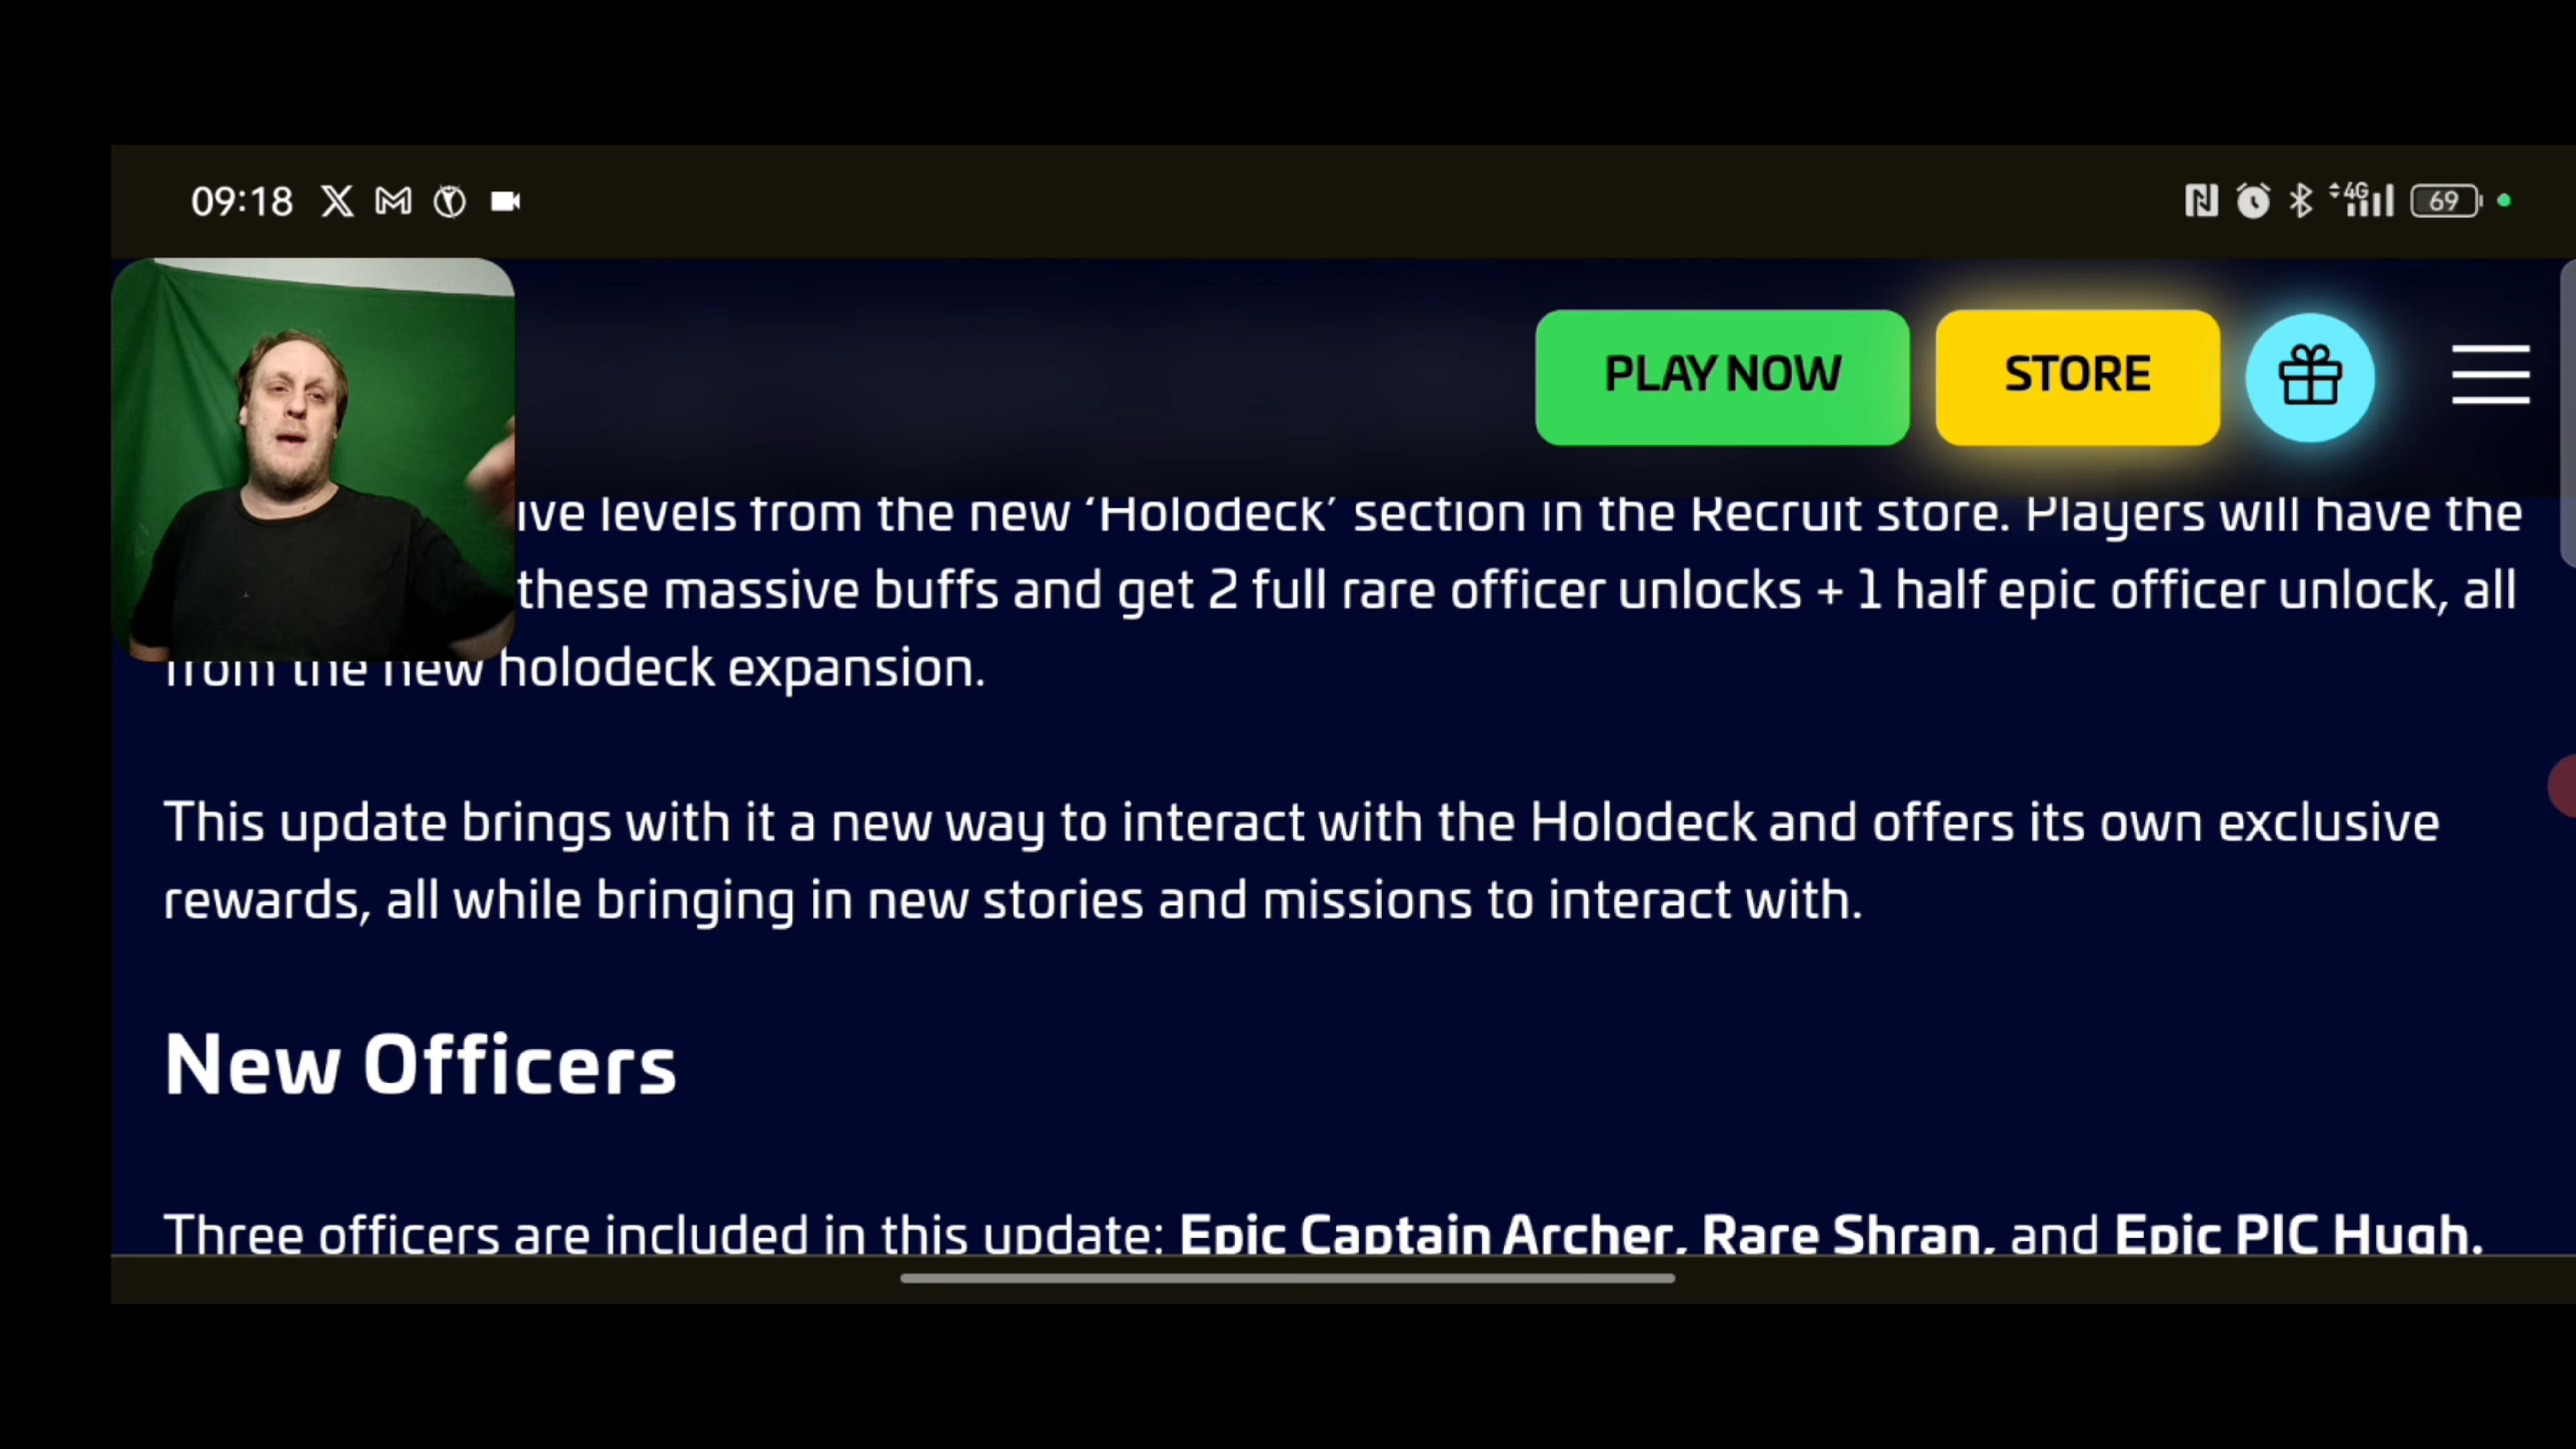 09:18
4G
69
PLAY NOW
STORE
ive levels from the new ‘Holodeck’ section in the Recruit store. Players will have the
these massive buffs and get 2 full rare officer unlocks + 1 half epic officer unlock, all
from the new holodeck expansion.
This update brings with it a new way to interact with the Holodeck and offers its own exclusive
rewards, all while bringing in new stories and missions to interact with.
New Officers
Three officers are included in this update: Epic Captain Archer, Rare Shran, and Epic PIC Hugh.